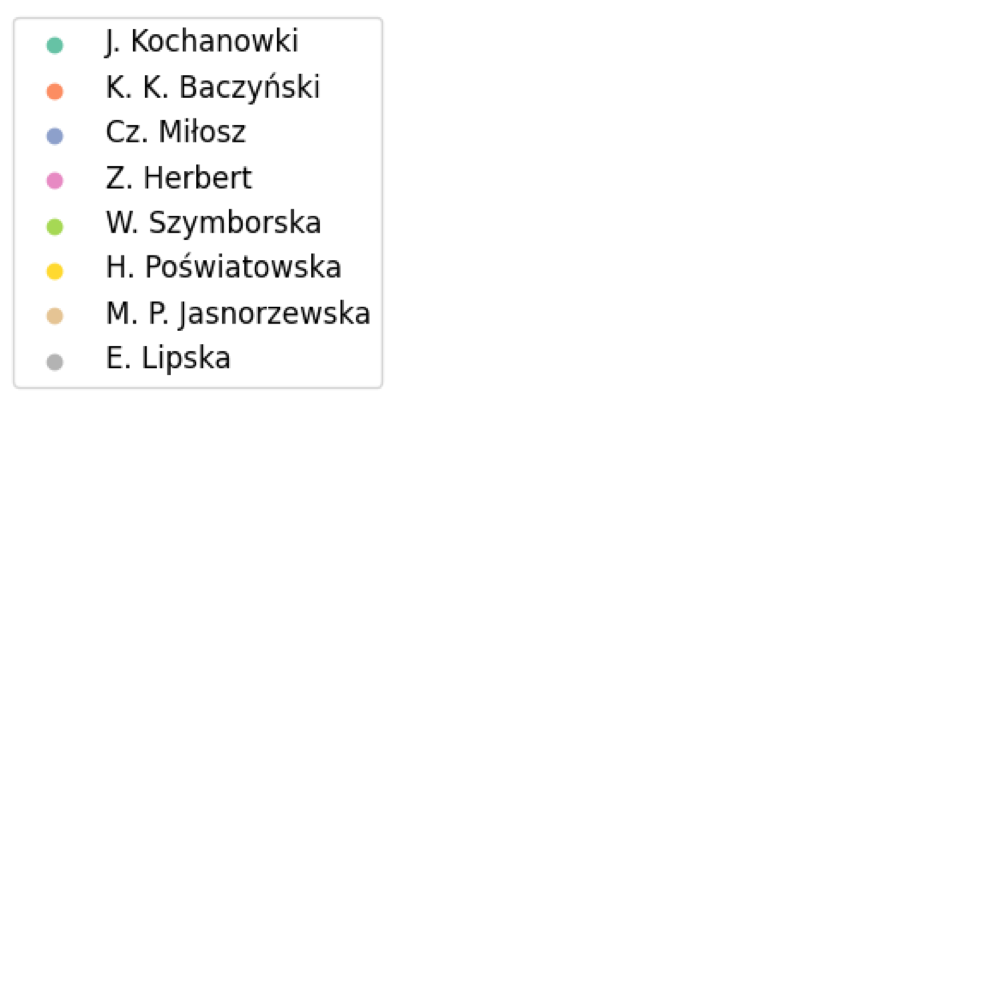 J. Kochanowki
K. K. Baczyński
Cz. Miłosz
Z. Herbert
W. Szymborska
H. Poświatowska
M. P. Jasnorzewska
E. Lipska